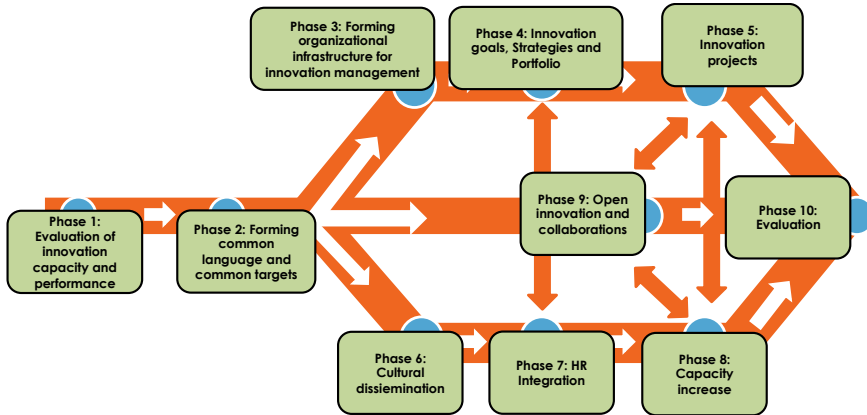 Phase 1:
Evaluation of
innovation
capacity and
performance
Phase 2: Forming
common
language and
common targets
Phase 3: Forming
organizational
infrastructure for
innovation management
Phase 4: Innovation
goals, Strategies and
Portfolio
Phase 5:
Innovation
projects
Phase 6:
Cultural
dissiemination
Phase 7: HR
Integration
Phase 8:
Capacity
increase
Phase 9: Open
innovation and
collaborations
Phase 10:
Evaluation